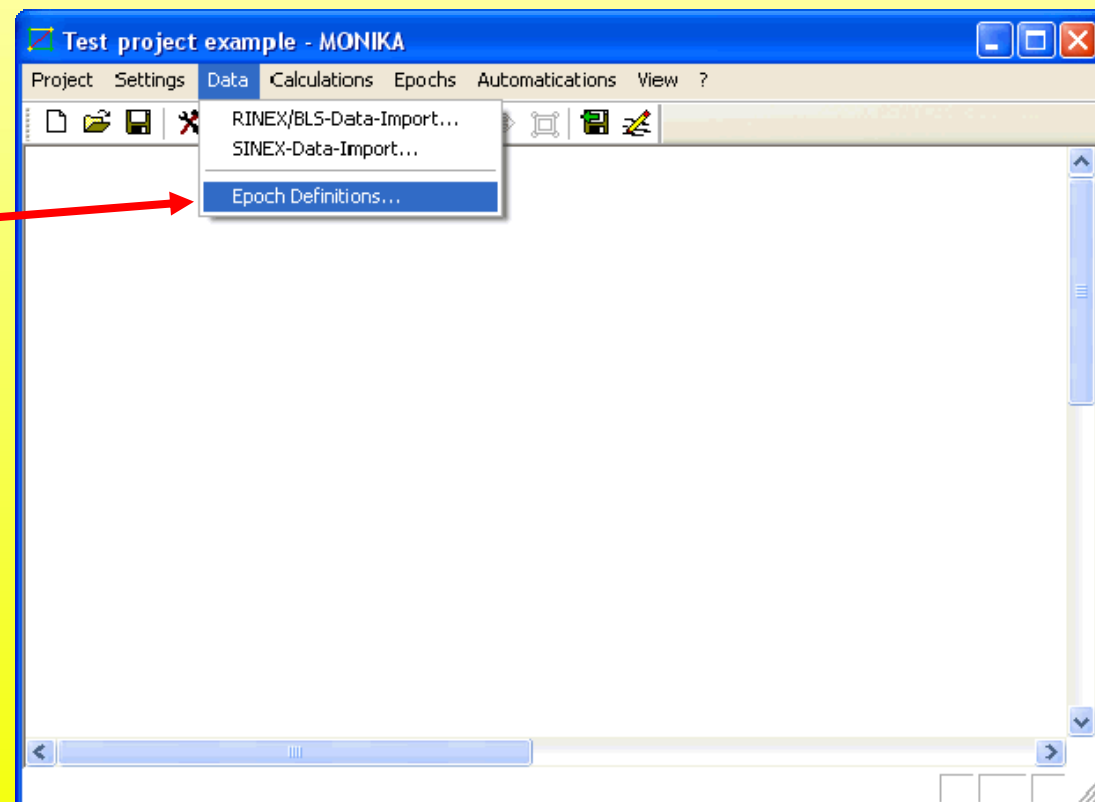 Test project example - MONIKA
Project Settings Data Calculations Epochs Automatications View ?
RINEX/BLS-Data-Import...
SINEX-Data-Import...
Epoch Definitions...